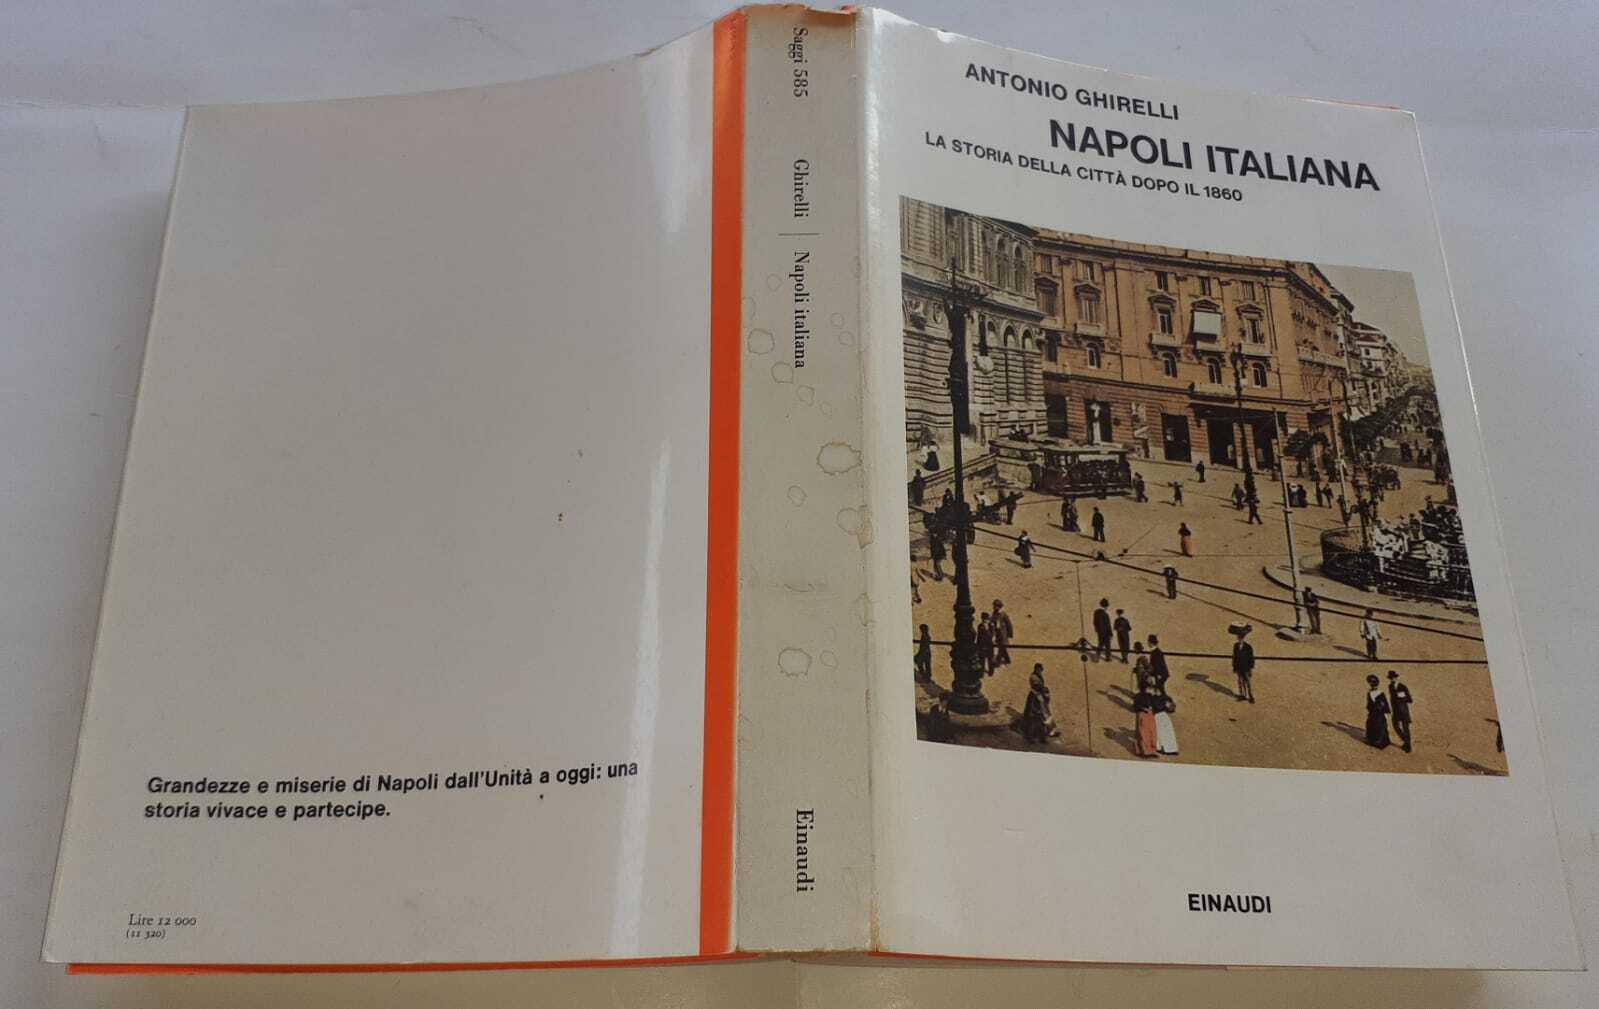 Grandezze e miserie di Napoli dall'Unità a oggi: una
storia vivace e partecipe.
Lire 12 000
(11 320)
Saggi 585
Ghirelli
Napoli italiana
Einaudi
ANTONIO GHIRELLI
NAPOLI ITALIANA
LA STORIA DELLA CITTÀ DOPO IL 1860
EINAUDI